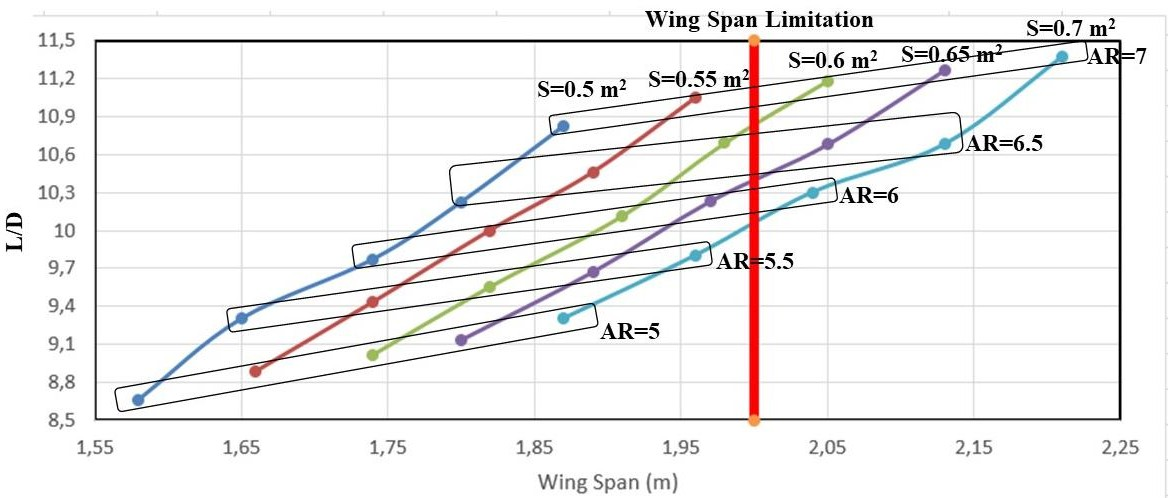 Wing Span Limitation
S=0.5 m²
S=0.55 m²
S=0.6 m²
S=0.65 m²
S=0.7 m²
AR=7
AR=6.5
AR=6
AR=5.5
AR=5
L/D
11,5
11,2
10,9
10,6
10,3
10
9,7
9,4
9,1
8,8
8,5
1,55 1,65 1,75 1,85 1,95 2,05 2,15 2,25
Wing Span (m)